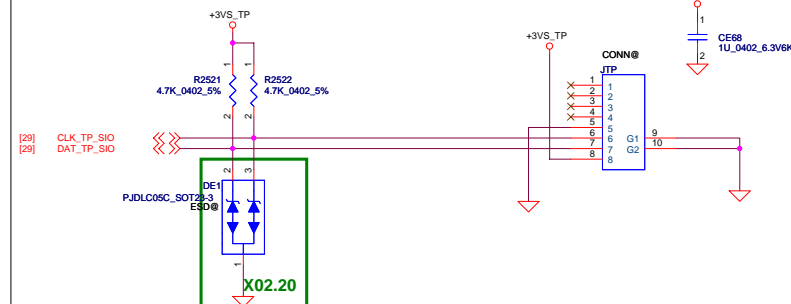 +3VS_TP
1
1
R2521
4.7K_0402_5%
R2522
4.7K_0402_5%
2
2
[29] CLK_TP_SIO
[29] DAT_TP_SIO
2
3
DE1
PJDLC05C_SOT23-3
ESD@
1
X02.20
+3VS_TP
CONN@
JTP
1 1
2 2
3 3
4 4
5 5
6 6
7 7
8 8
G1 9
G2 10
1
CE68
1U_0402_6.3V6K
2